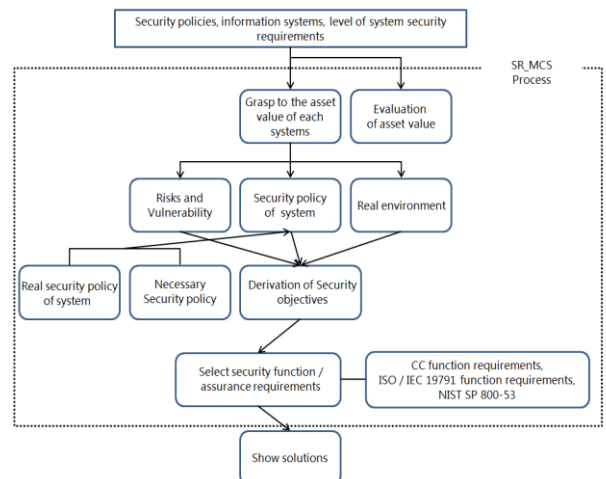 Security policies, information systems, level of system security
requirements
SR_MCS
Process
Grasp to the asset
value of each
systems
Evaluation
of asset value
Risks and
Vulnerability
Security policy
of system
Real environment
Real security policy
of system
Necessary
Security policy
Derivation of Security
objectives
Select security function /
assurance requirements
CC function requirements,
ISO / IEC 19791 function requirements,
NIST SP 800-53
Show solutions